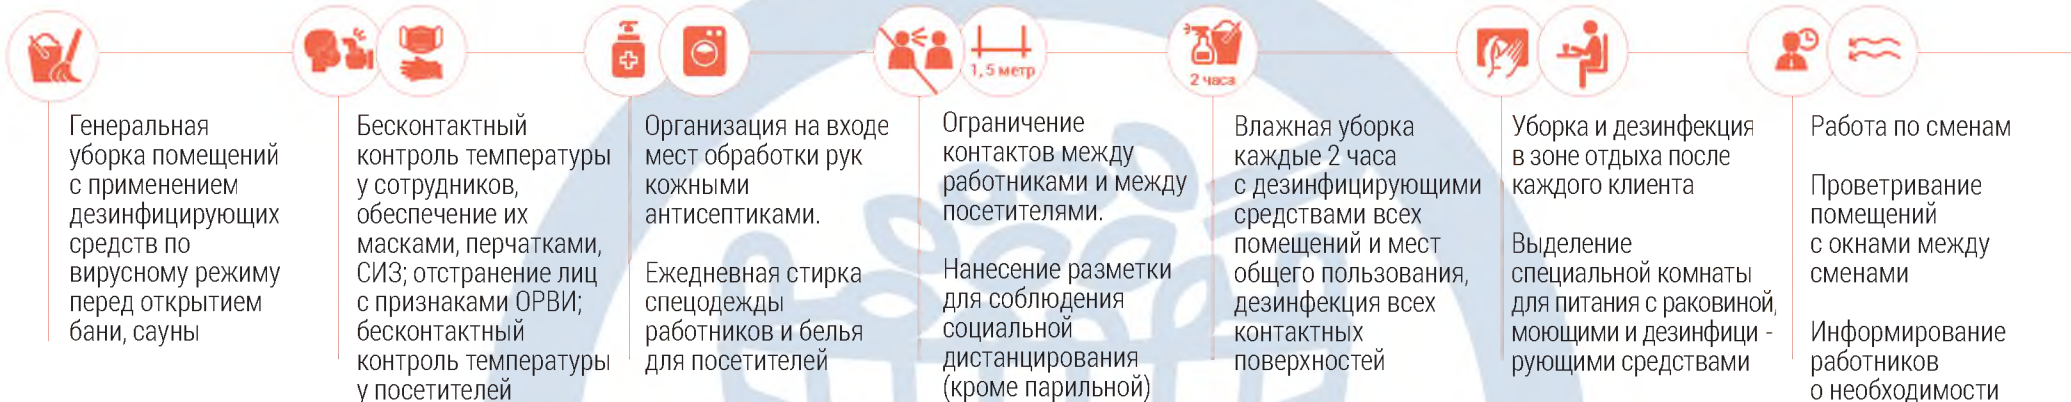 1,5 метр
2 часа
Генеральная
уборка помещений
с применением
дезинфицирующих
средств по
вирусному режиму
перед открытием
бани, сауны
Бесконтактный
контроль температуры
у сотрудников,
обеспечение их
масками, перчатками,
СИЗ; отстранение лиц
с признаками ОРВИ;
бесконтактный
контроль температуры
у посетителей
Организация на входе
мест обработки рук
кожными
антисептиками.
Ежедневная стирка
спецодежды
работников и белья
для посетителей
Ограничение
контактов между
работниками и между
посетителями.
Нанесение разметки
для соблюдения
социальной
дистанцирования
(кроме парильной)
Влажная уборка
каждые 2 часа
с дезинфицирующими
средствами всех
помещений и мест
общего пользования,
дезинфекция всех
контактных
поверхностей
Уборка и дезинфекция
в зоне отдыха после
каждого клиента
Выделение
специальной комнаты
для питания с раковиной,
моющими и дезинфици -
рующими средствами
Работа по сменам
Проветривание
помещений
с окнами между
сменами
Информирование
работников
о необходимости